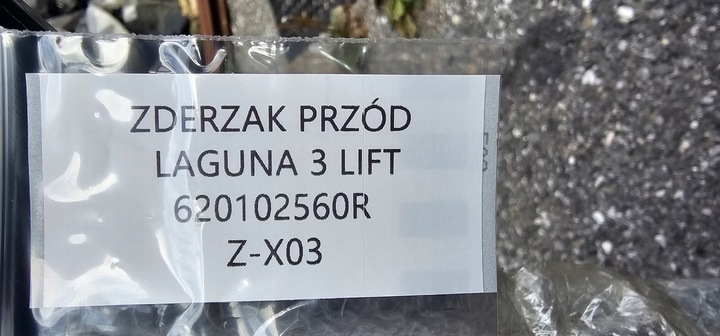 ZDERZAK PRZÓD
LAGUNA 3 LIFT
620102560R
Z-X03